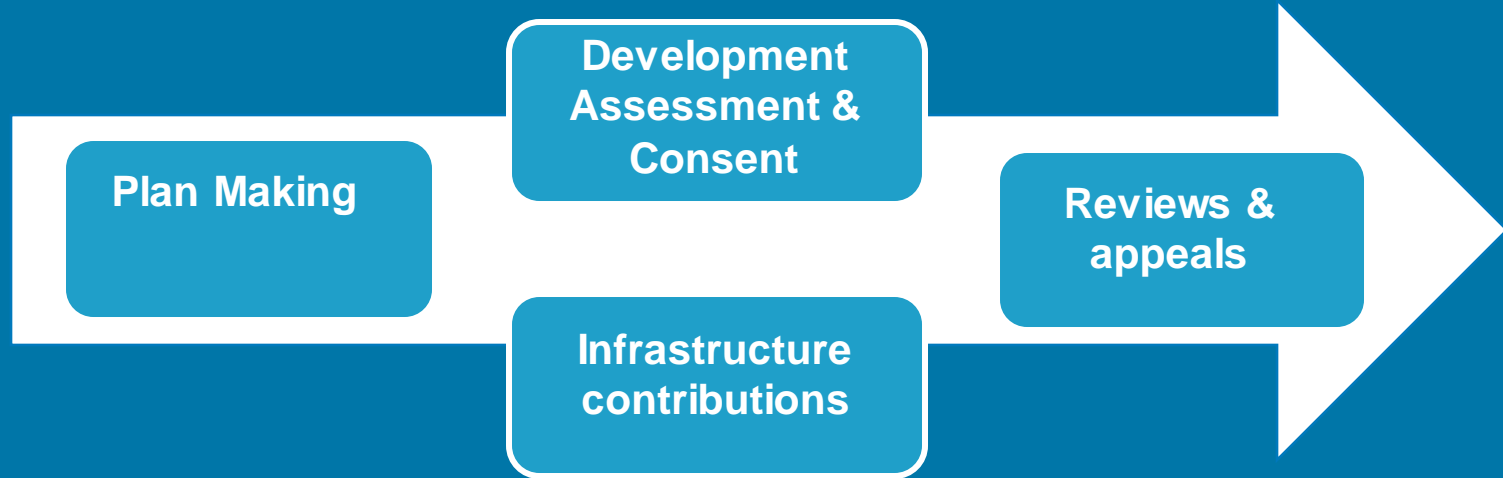 Plan Making
Development
Assessment &
Consent
Infrastructure
contributions
Reviews &
appeals